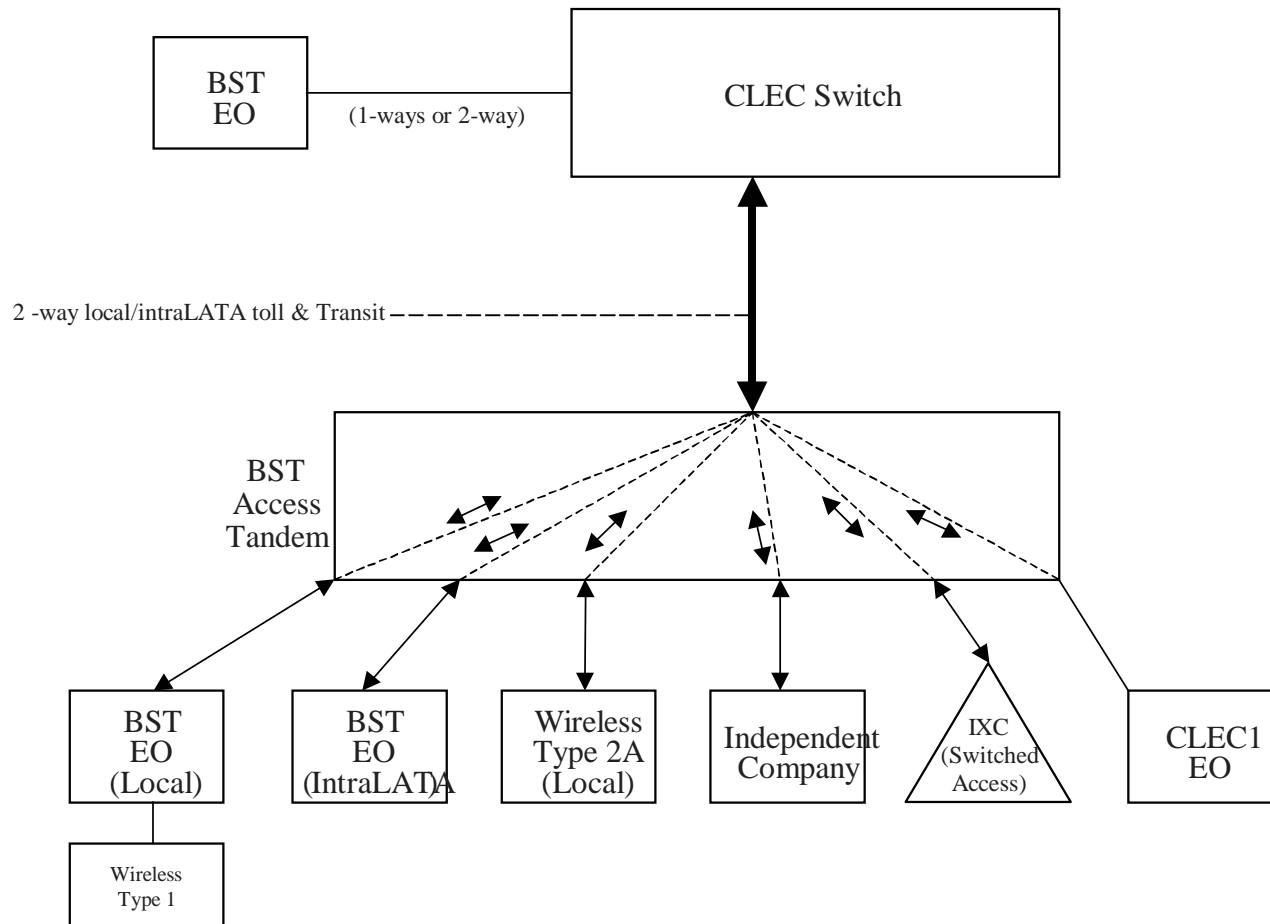 BST
EO
(1-ways or 2-way)
CLEC Switch
2 -way local/intraLATA toll & Transit
BST
Access
Tandem
BST
EO
(Local)
BST
EO
(IntraLAT)A
Wireless
Type 2A
(Local)
Independent
Company
IXC
(Switched
Access)
CLEC1
EO
Wireless
Type 1